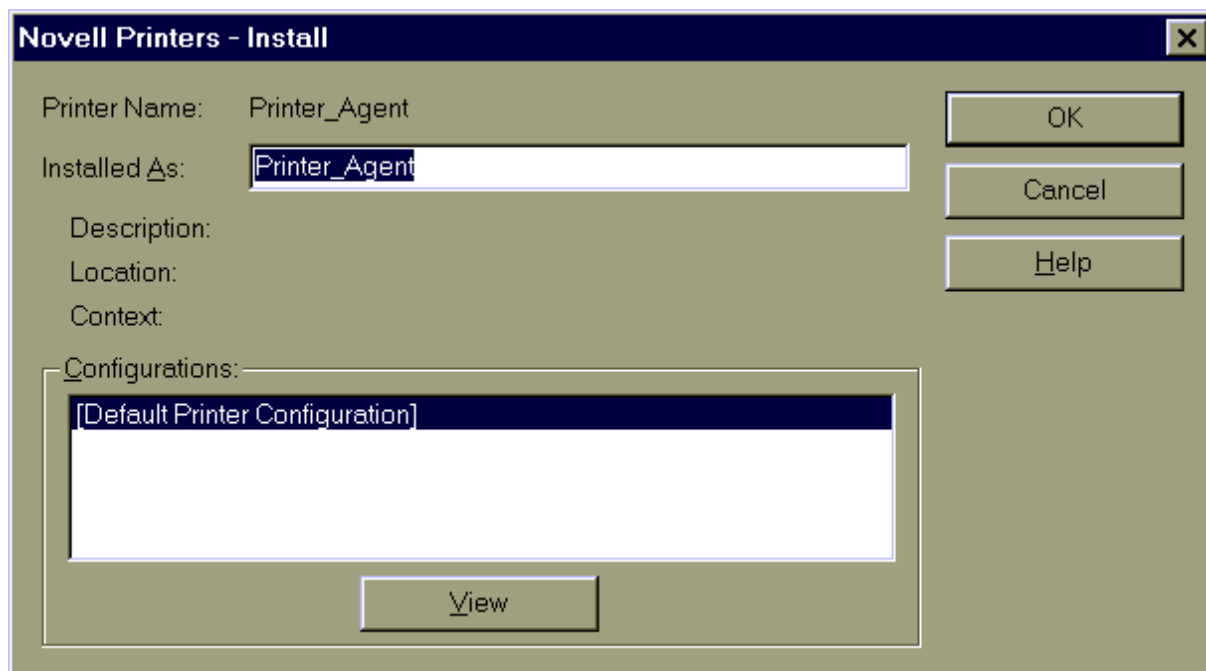 Novell Printers - Install
Printer Name: Printer_Agent
OK
Installed As: Printer_Agent
Cancel
Description:
Help
Location:
Context:
Configurations:
[Default Printer Configuration]
View